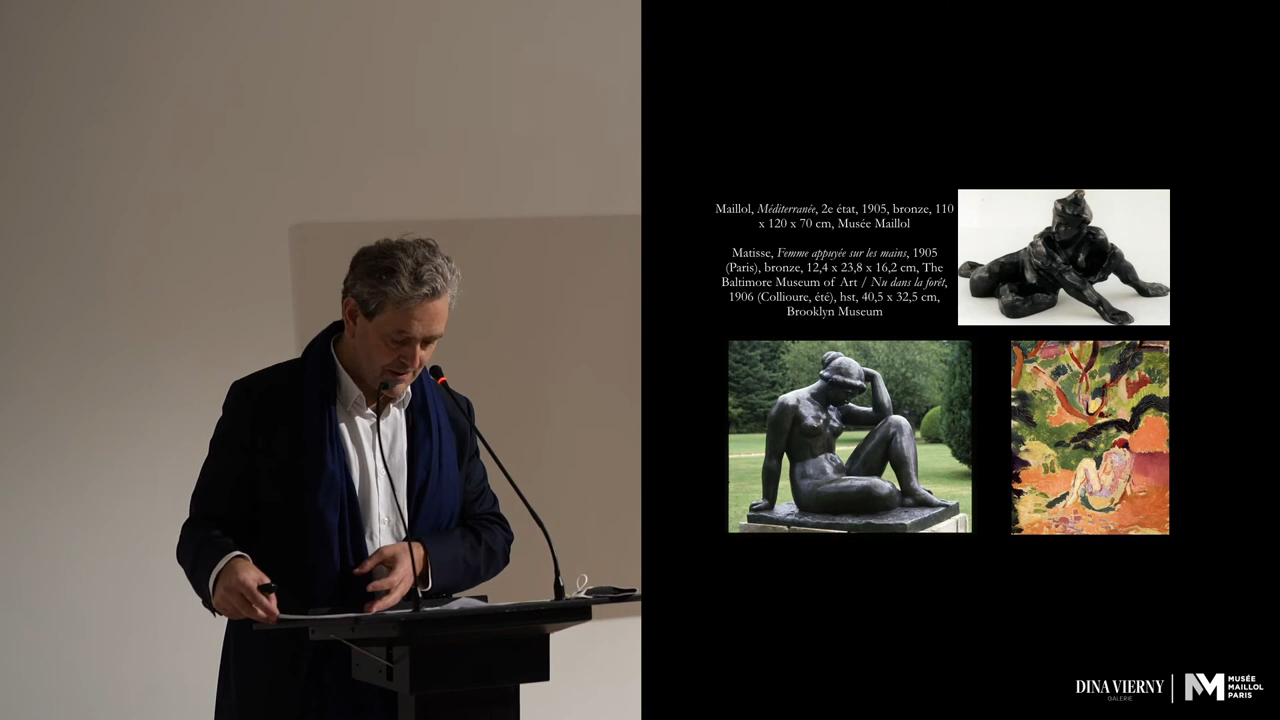 Maillol, Méditerranée, 2e état, 1905, bronze, 110
x 120 x 70 cm, Musée Maillol
Matisse, Femme appuyée sur les mains, 1905
(Paris), bronze, 12,4 x 23,8 x 16,2 cm, The
Baltimore Museum of Art / Nu dans la forêt,
1906 (Collioure, été), hst, 40,5 x 32,5 cm,
Brooklyn Museum
DINA VIERNY
GALERIE
MUSÉE
MAILLOL
PARIS